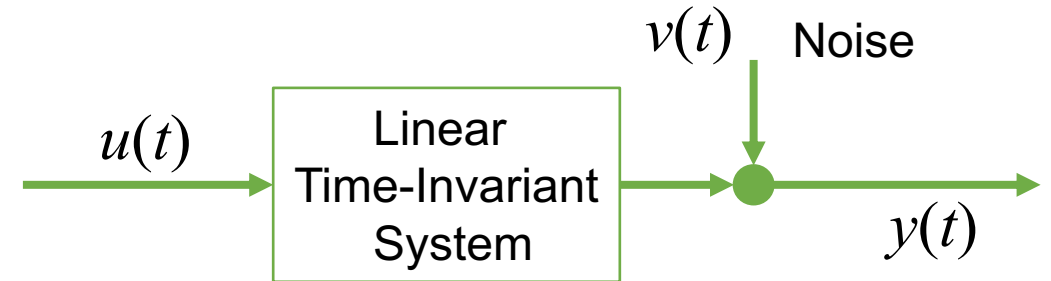 v(t) Noise
u(t)
Linear
Time-Invariant
System
y(t)